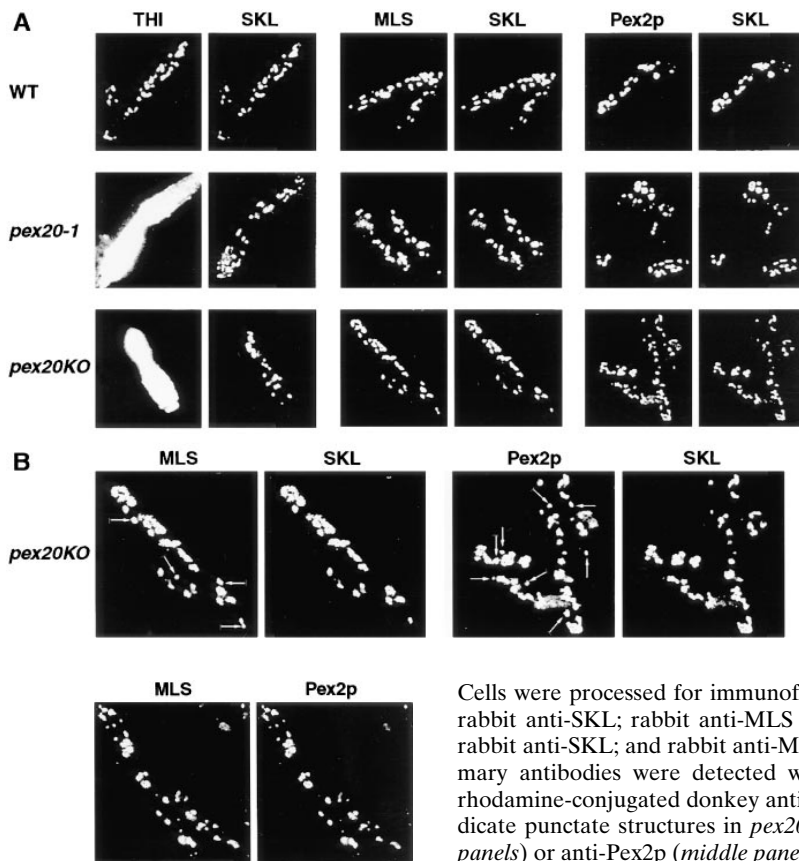 A
THI SKL MLS SKL Pex2p SKL
WT
pex20-1
pex20KO
B
MLS SKL Pex2p SKL
pex20KO
MLS Pex2p
Cells were processed for immunof
rabbit anti-SKL; rabbit anti-MLS
rabbit anti-SKL; and rabbit anti-M
mary antibodies were detected w
rhodamine-conjugated donkey anti
dicate punctate structures in pex20
panels) or anti-Pex2p (middle pane